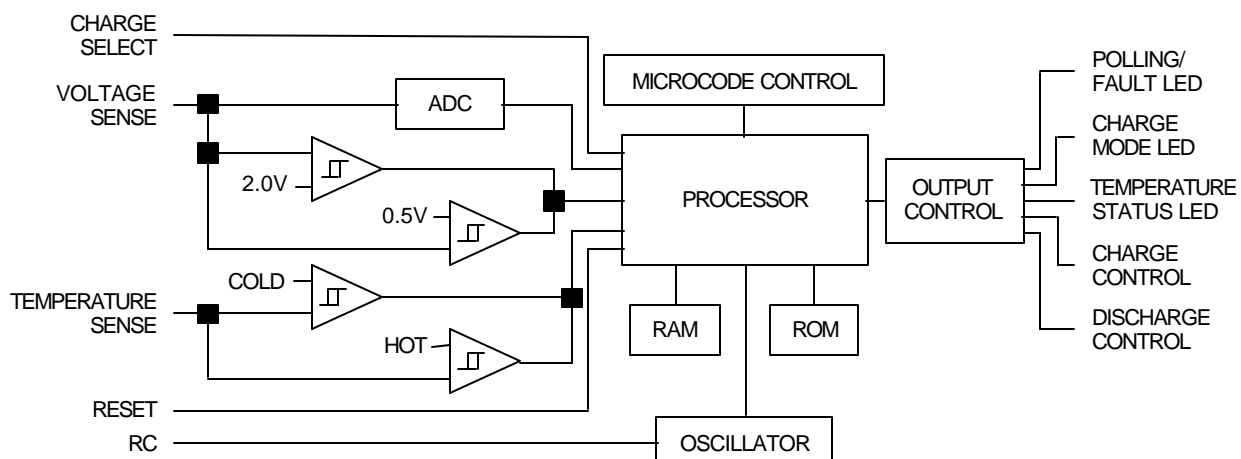 CHARGE
SELECT
VOLTAGE
SENSE
ADC
2.0V
0.5V
COLD
TEMPERATURE
SENSE
HOT
RESET
RC
MICROCODE CONTROL
PROCESSOR
RAM
ROM
OSCILLATOR
OUTPUT
CONTROL
POLLING/
FAULT LED
CHARGE
MODE LED
TEMPERATURE
STATUS LED
CHARGE
CONTROL
DISCHARGE
CONTROL